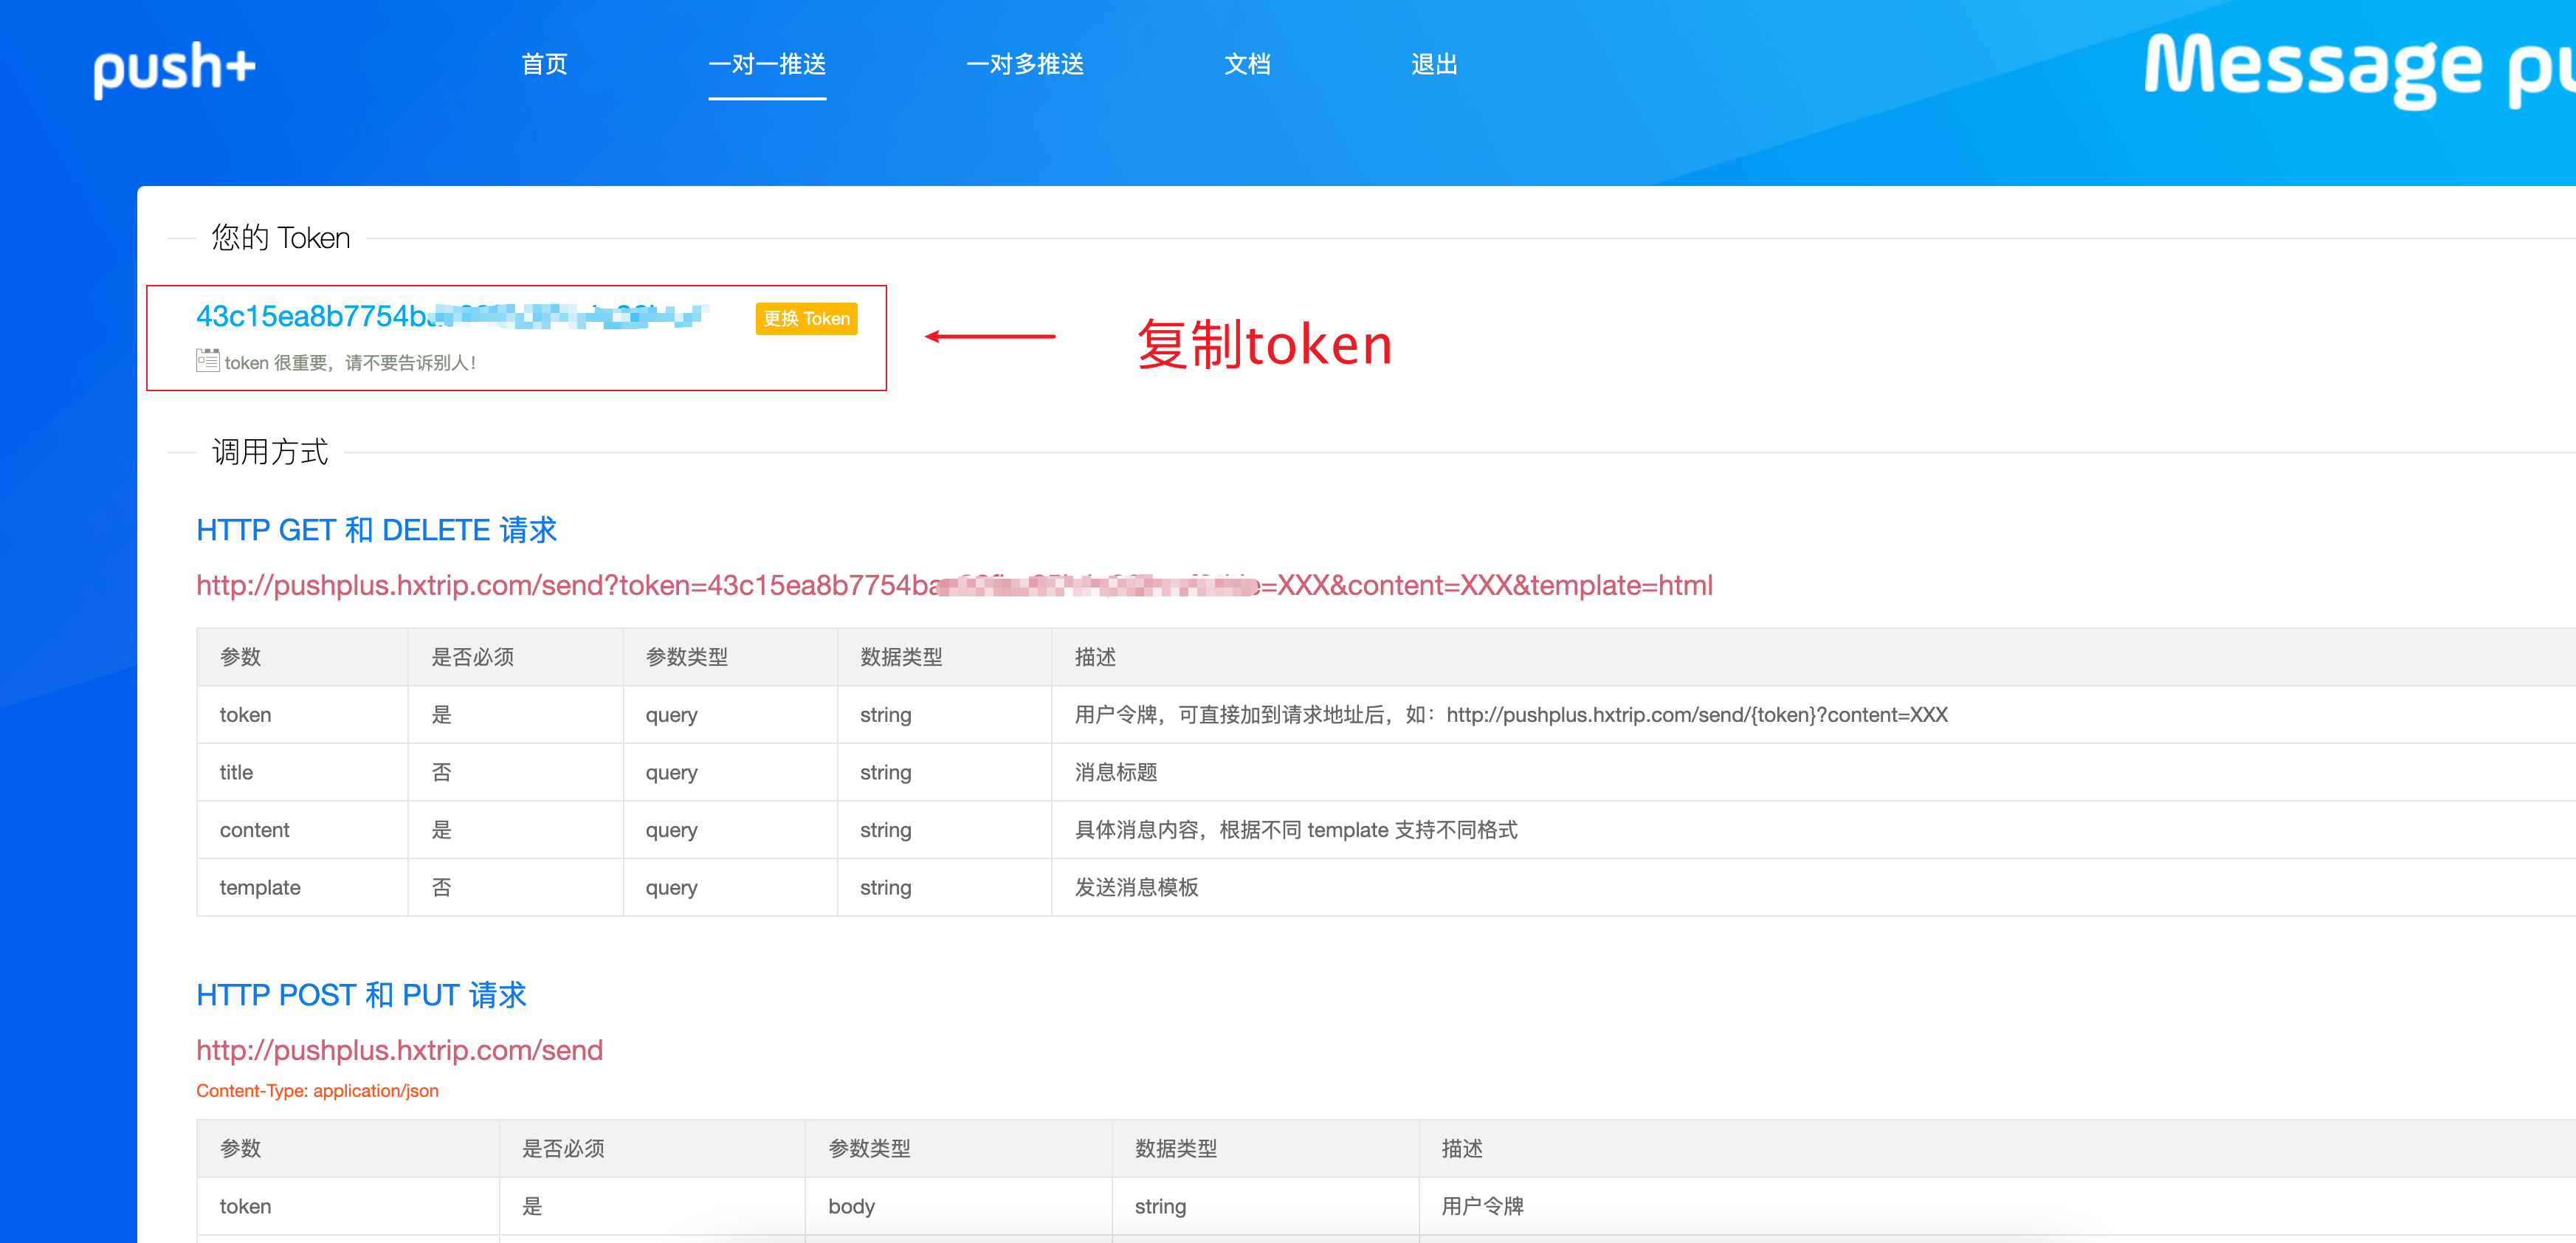 push+ 首页 一对一推送 一对多推送 文档 退出 Message pu
您的 Token
43c15ea8b7754ba 更换 Token
token 很重要，请不要告诉别人！
复制token
调用方式
HTTP GET 和 DELETE 请求
http://pushplus.hxtrip.com/send?token=43c15ea8b7754ba =XXX&content=XXX&template=html
参数 是否必须 参数类型 数据类型 描述
token 是 query string 用户令牌，可直接加到请求地址后，如：http://pushplus.hxtrip.com/send/{token}?content=XXX
title 否 query string 消息标题
content 是 query string 具体消息内容，根据不同 template 支持不同格式
template 否 query string 发送消息模板
HTTP POST 和 PUT 请求
http://pushplus.hxtrip.com/send
Content-Type: application/json
参数 是否必须 参数类型 数据类型 描述
token 是 body string 用户令牌